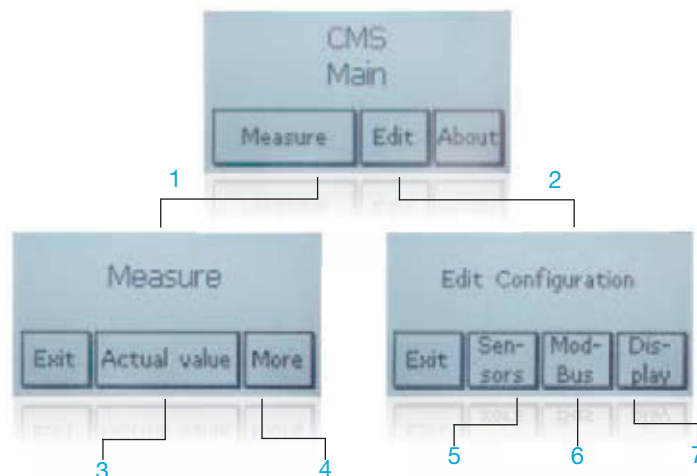 CMS
Main
Measure Edit About
1 2
Measure
Edit Configuration
Exit Actual value More
Exit Sen-
sors Mod-
Bus Dis-
play
3 4 5 6 7